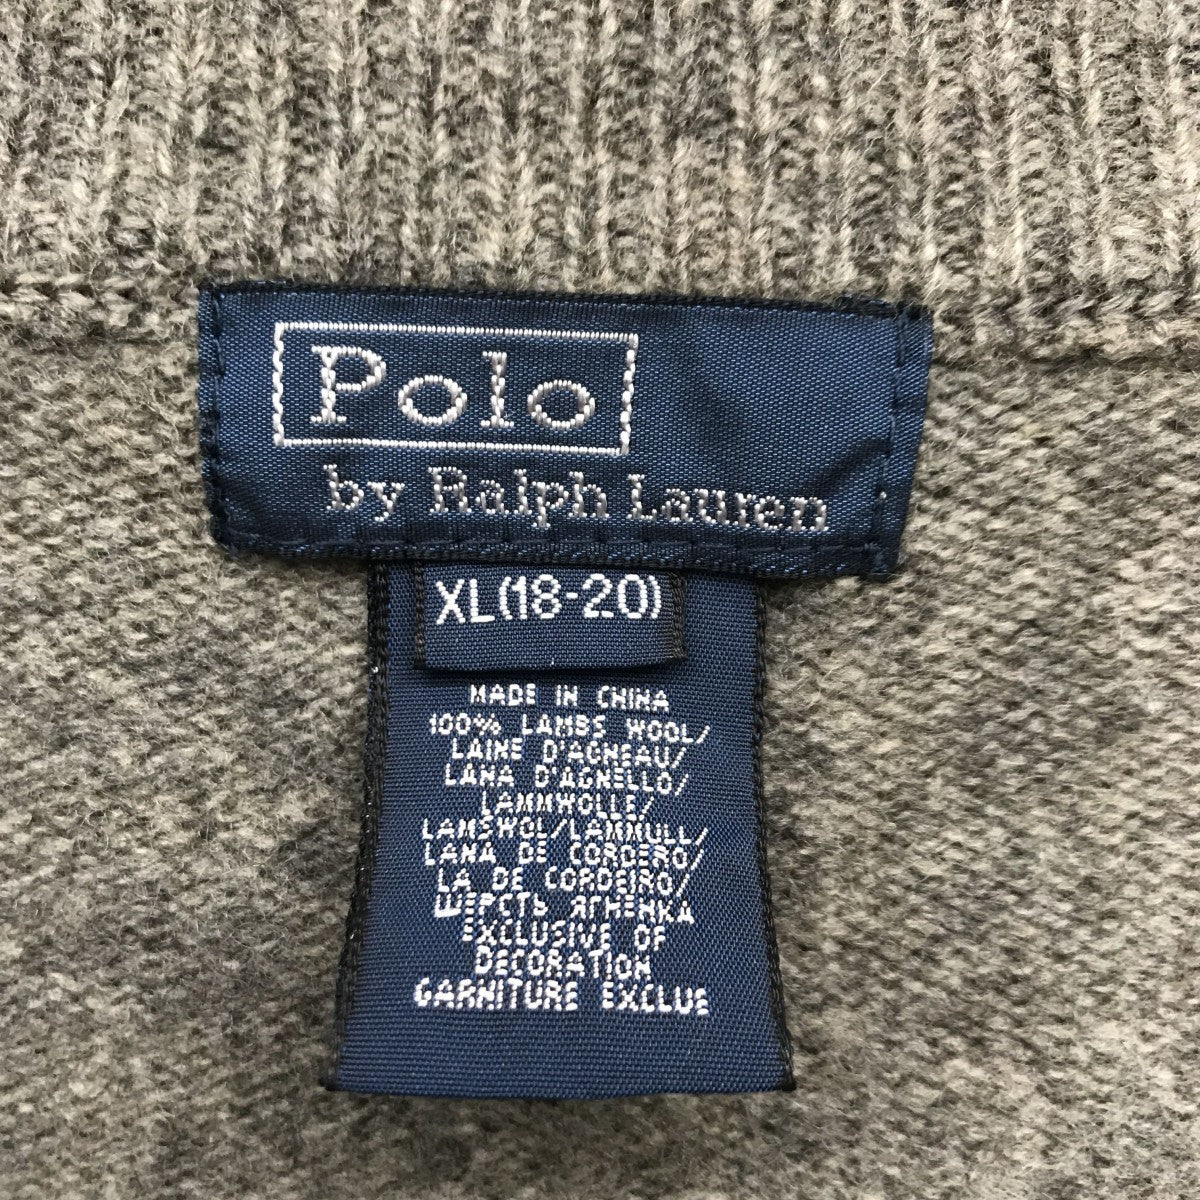 Polo
by Ralph Lauren
XL(18-20)
MADE IN CHINA
100% LAMBS WOOL/
LAINE D'AGNEAU/
LANA D'AGNELLO/
LAMMWOLLE/
LAMSWOL/LAMMULL/
LANA DE CORDERO/
LA DE CORDEIRO/
ШЕРСТЬ ЯГНЕНКА
EXCLUSIVE OF
DECORATION
GARNITURE EXCLUE